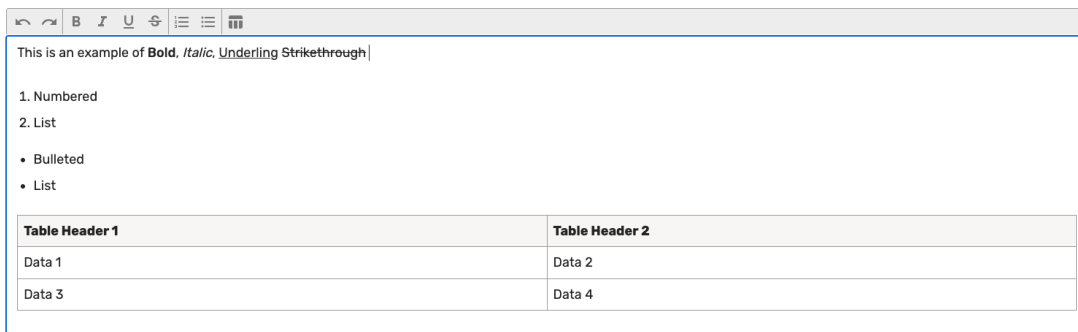 B I U S
This is an example of Bold, Italic, Underling Strikethrough
1. Numbered
2. List
• Bulleted
• List
Table Header 1 Table Header 2
Data 1 Data 2
Data 3 Data 4